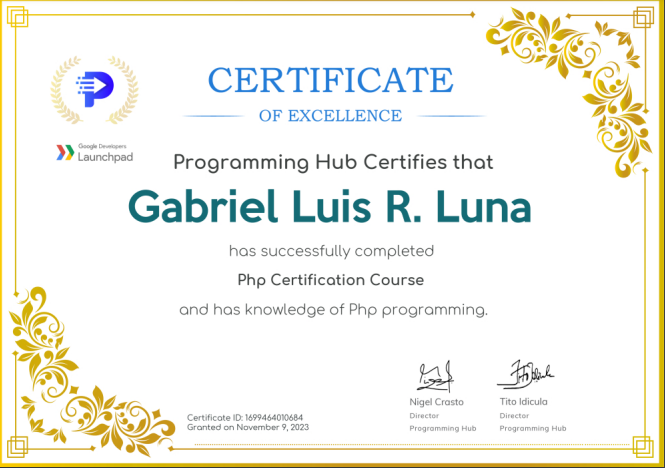 CERTIFICATE
OF EXCELLENCE
Google Developers
Launchpad
Programming Hub Certifies that
Gabriel Luis R. Luna
has successfully completed
Php Certification Course
and has knowledge of Php programming.
Nigel Crasto
Director
Programming Hub
Tito Idicula
Director
Programming Hub
Certificate ID: 1699464010684
Granted on November 9, 2023